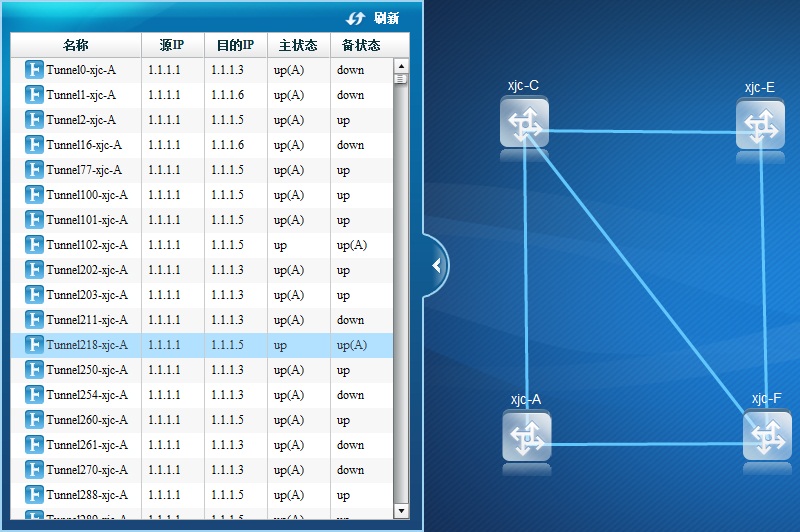 刷新
名称 源IP 目的IP 主状态 备状态
Tunnel0-xjc-A 1.1.1.1 1.1.1.3 up(A) down
Tunnel1-xjc-A 1.1.1.1 1.1.1.6 up(A) down
Tunnel2-xjc-A 1.1.1.1 1.1.1.5 up(A) up
Tunnel16-xjc-A 1.1.1.1 1.1.1.6 up(A) down
Tunnel77-xjc-A 1.1.1.1 1.1.1.5 up(A) up
Tunnel100-xjc-A 1.1.1.1 1.1.1.5 up(A) up
Tunnel101-xjc-A 1.1.1.1 1.1.1.5 up(A) up
Tunnel102-xjc-A 1.1.1.1 1.1.1.5 up up(A)
Tunnel202-xjc-A 1.1.1.1 1.1.1.3 up(A) up
Tunnel203-xjc-A 1.1.1.1 1.1.1.3 up(A) up
Tunnel211-xjc-A 1.1.1.1 1.1.1.3 up(A) down
Tunnel218-xjc-A 1.1.1.1 1.1.1.5 up up(A)
Tunnel250-xjc-A 1.1.1.1 1.1.1.3 up(A) up
Tunnel254-xjc-A 1.1.1.1 1.1.1.3 up(A) down
Tunnel260-xjc-A 1.1.1.1 1.1.1.5 up(A) up
Tunnel261-xjc-A 1.1.1.1 1.1.1.3 up(A) down
Tunnel270-xjc-A 1.1.1.1 1.1.1.3 up(A) down
Tunnel288-xjc-A 1.1.1.1 1.1.1.5 up(A) up
Tunnel289-xjc-A 1.1.1.1 1.1.1.5 up(A) up
xjc-C
xjc-E
xjc-A
xjc-F